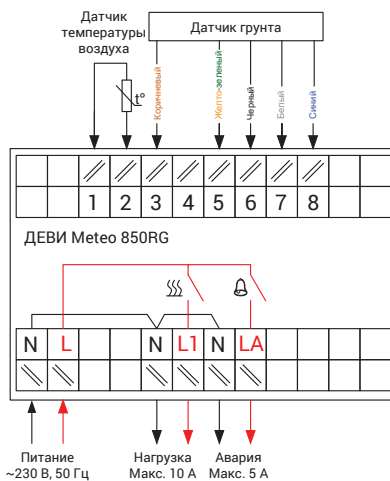 Датчик
температуры
воздуха
Датчик грунта
t°
Коричневый
Желто-зеленый
Черный
Белый
Синий
1 2 3 4 5 6 7 8
ДЕВИ Meteo 850RG
N L N L1 N LA
Питание
~230 В, 50 Гц
Нагрузка
Макс. 10 А
Авария
Макс. 5 А